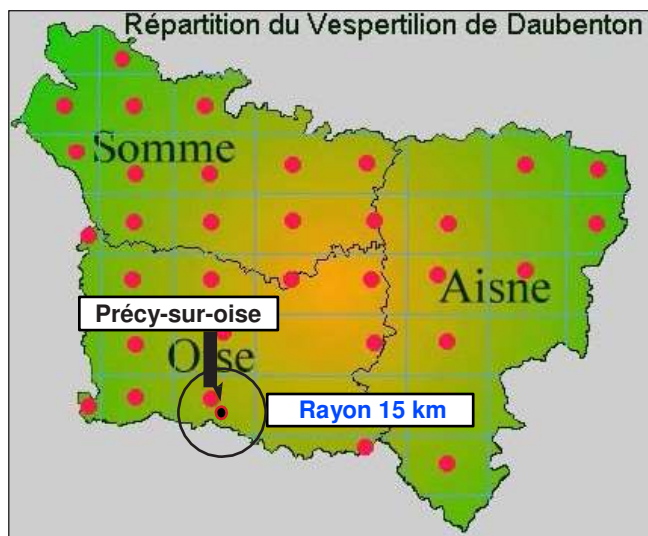 Répartition du Vespertilion de Daubenton
Somme
Aisne
Précy-sur-oise
Oise
Rayon 15 km